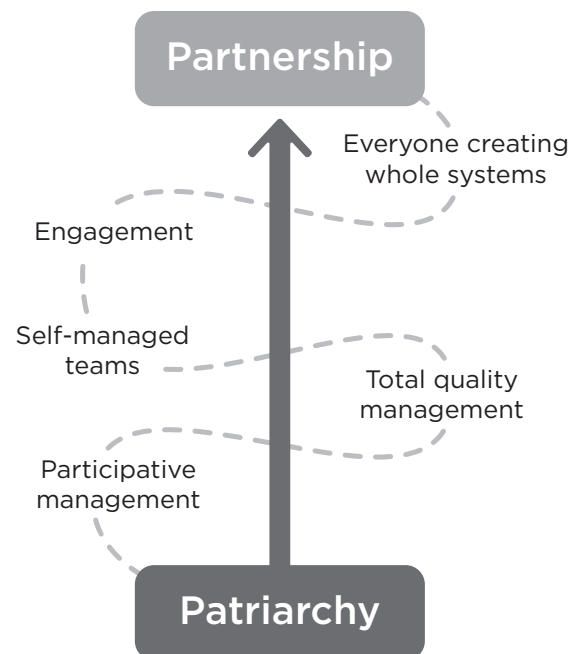 Partnership
Everyone creating
whole systems
Engagement
Self-managed
teams
Total quality
management
Participative
management
Patriarchy